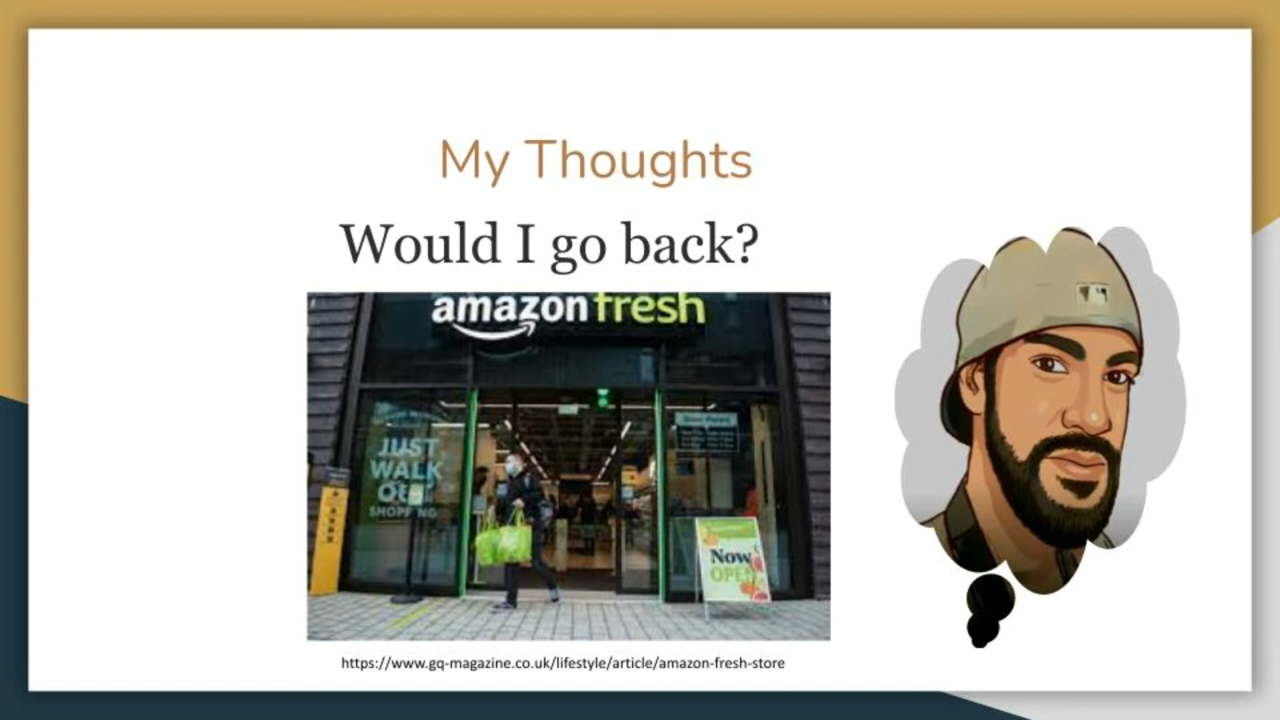 My Thoughts
Would I go back?
amazon fresh
JUST
WALK
OUT
SHOPPING
Now
OPEN
https://www.gq-magazine.co.uk/lifestyle/article/amazon-fresh-store